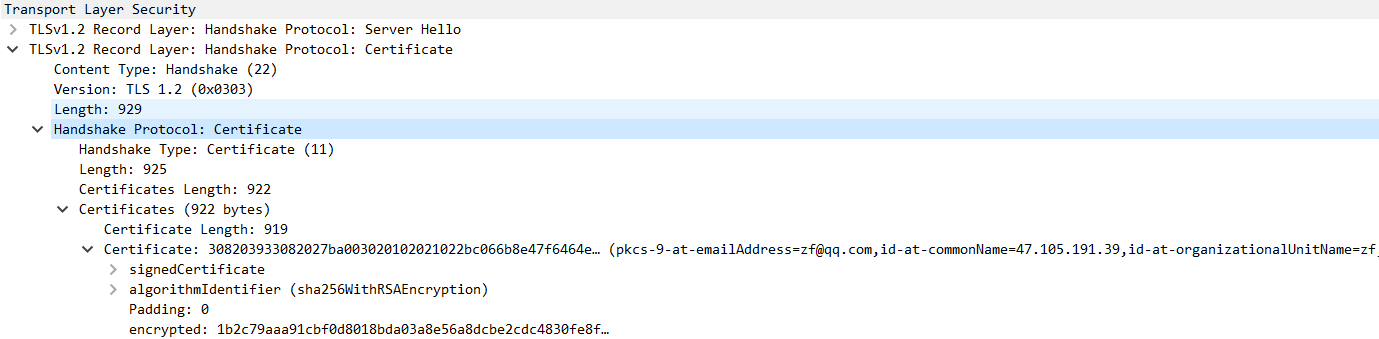 Transport Layer Security
TLSv1.2 Record Layer: Handshake Protocol: Server Hello
TLSv1.2 Record Layer: Handshake Protocol: Certificate
Content Type: Handshake (22)
Version: TLS 1.2 (0x0303)
Length: 929
Handshake Protocol: Certificate
Handshake Type: Certificate (11)
Length: 925
Certificates Length: 922
Certificates (922 bytes)
Certificate Length: 919
Certificate: 308203933082027ba003020102021022bc066b8e47f6464e… (pkcs-9-at-emailAddress=zf@qq.com,id-at-commonName=47.105.191.39,id-at-organizationalUnitName=zf
signedCertificate
algorithmIdentifier (sha256WithRSAEncryption)
Padding: 0
encrypted: 1b2c79aaa91cbf0d8018bda03a8e56a8dcbe2cdc4830fe8f…